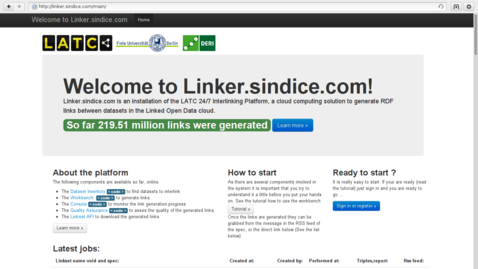 http://linker.sindice.com/main/
Welcome to Linker.sindice.com Home
LATC Freie Universität Berlin DERI
Welcome to Linker.sindice.com!
Linker.sindice.com is an installation of the LATC 24/7 Interlinking Platform, a cloud computing solution to generate RDF
links between datasets in the Linked Open Data cloud.
So far 219.51 million links were generated Learn more »
About the platform
The following components are available so far, online
The Dataset Inventory < code > to find datasets to interlink
The Workbench < code > to generate links
The Console < code > to monitor the link generation progress
The Quality Assurance < code > to asess the quality of the generated links.
The Linkset API to download the generated links
Learn more »
How to start
As there are several components involved in
the system it is important that you try to
understand it a little before you put your hands
on on. See the tutorial how to use the workbench
Tutorial »
Once the links are generated they can be
grabbed from the message in the RSS feed of
the spec, or the direct link below (See the list
below)
Ready to start ?
It is really easy to start. If your are ready (read
the tutorial) just sign in and you are ready to
go ...
Sign in or register »
Latest jobs:
Linkset name void and spec: Created at: Created by: Performed at: Triples,report: Rss feed: